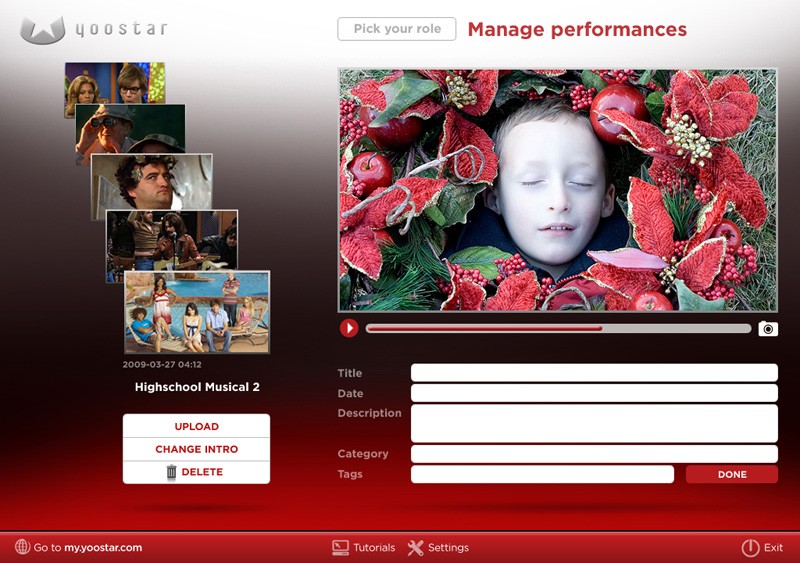 yoostar
Pick your role
Manage performances
2009-03-27 04:12
Highschool Musical 2
UPLOAD
CHANGE INTRO
DELETE
Title
Date
Description
Category
Tags
DONE
Go to my.yoostar.com
Tutorials
Settings
Exit